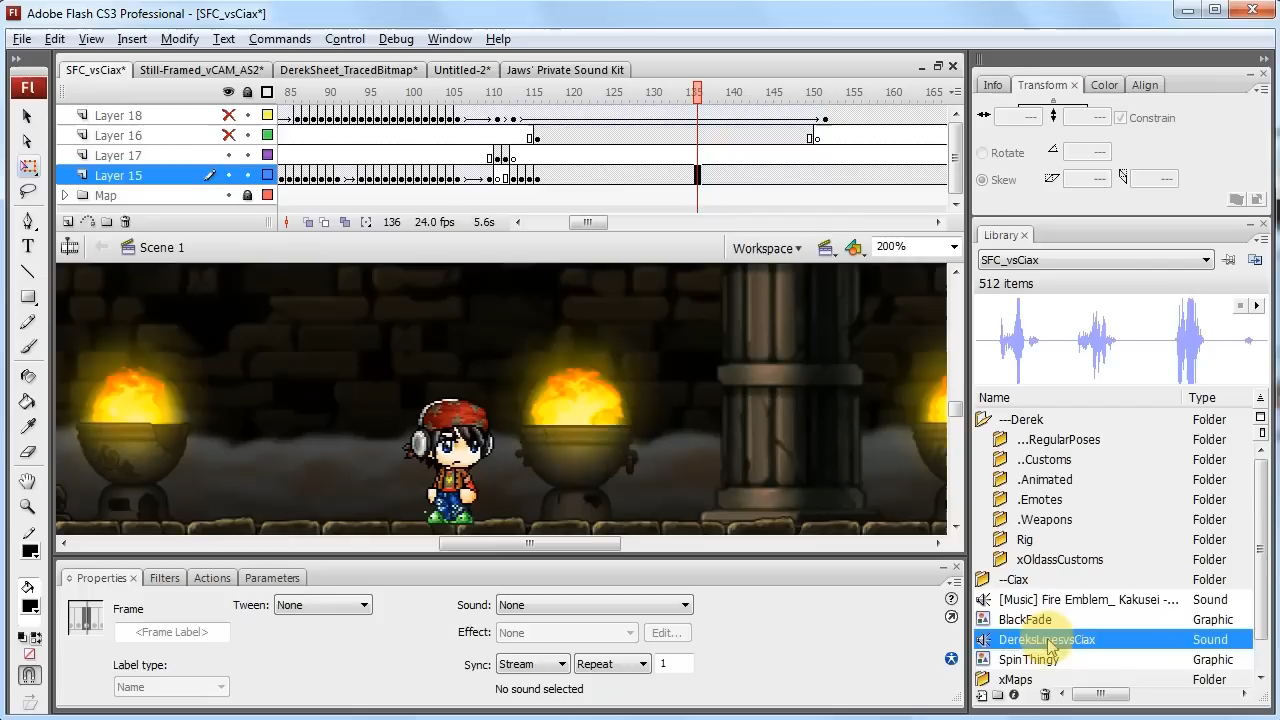 Fl Adobe Flash CS3 Professional - [SFC_vsCiax*]
File Edit View Insert Modify Text Commands Control Debug Window Help
SFC_vsCiax* Still-Framed_vCAM_AS2* DerekSheet_TracedBitmap* Untitled-2* Jaws' Private Sound Kit
85 90 95 100 105 110 115 120 125 130 135 140 145 150 155 160 165
Layer 18
Layer 16
Layer 17
Layer 15
Map
136 24.0 fps 5.6s
Scene 1 Workspace 200%
Properties Filters Actions Parameters
Frame Tween: None Sound: None
<Frame Label> Effect: None Edit...
Label type: Sync: Stream Repeat 1
Name No sound selected
Info Transform Color Align
--- --- Constrain
Rotate ---
Skew --- ---
Library
SFC_vsCiax
512 items
Name Type
---Derek Folder
...RegularPoses Folder
..Customs Folder
.Animated Folder
.Emotes Folder
.Weapons Folder
Rig Folder
xOldassCustoms Folder
--Ciax Folder
[Music] Fire Emblem_ Kakusei -... Sound
BlackFade Graphic
DereksLinesvsCiax Sound
SpinThingy Graphic
xMaps Folder